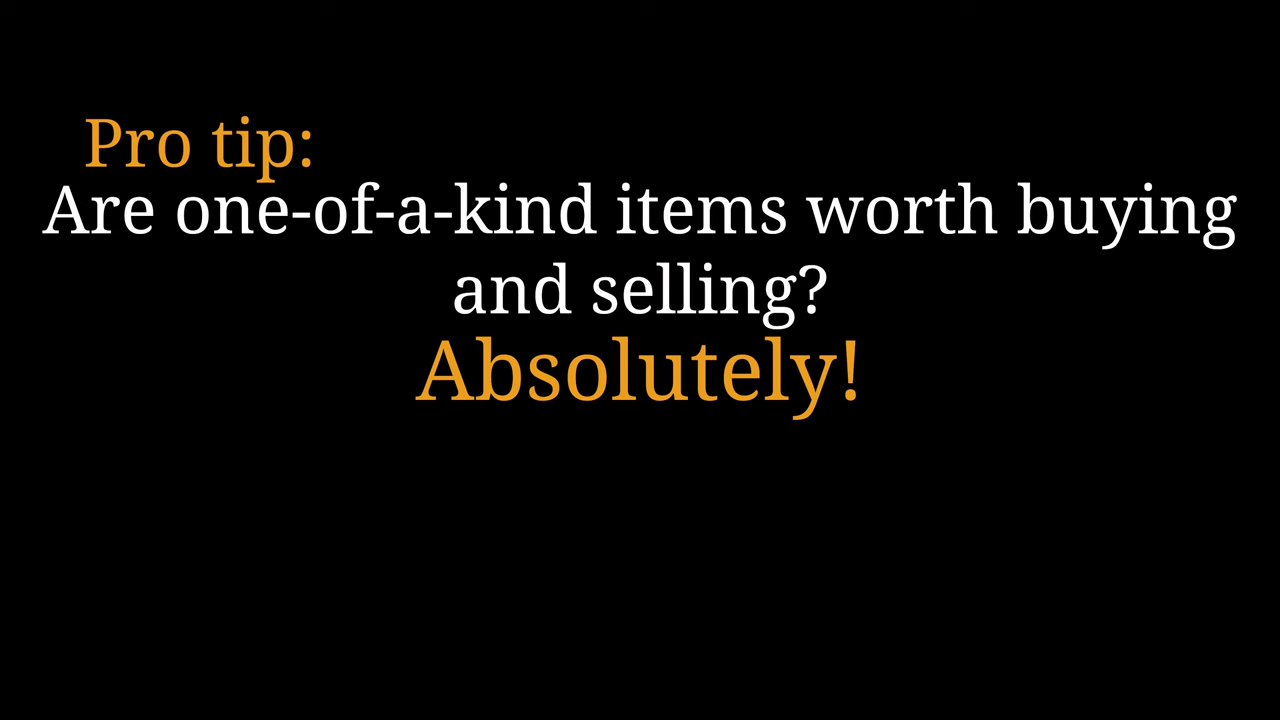 Pro tip:
Are one-of-a-kind items worth buying
and selling?
Absolutely!